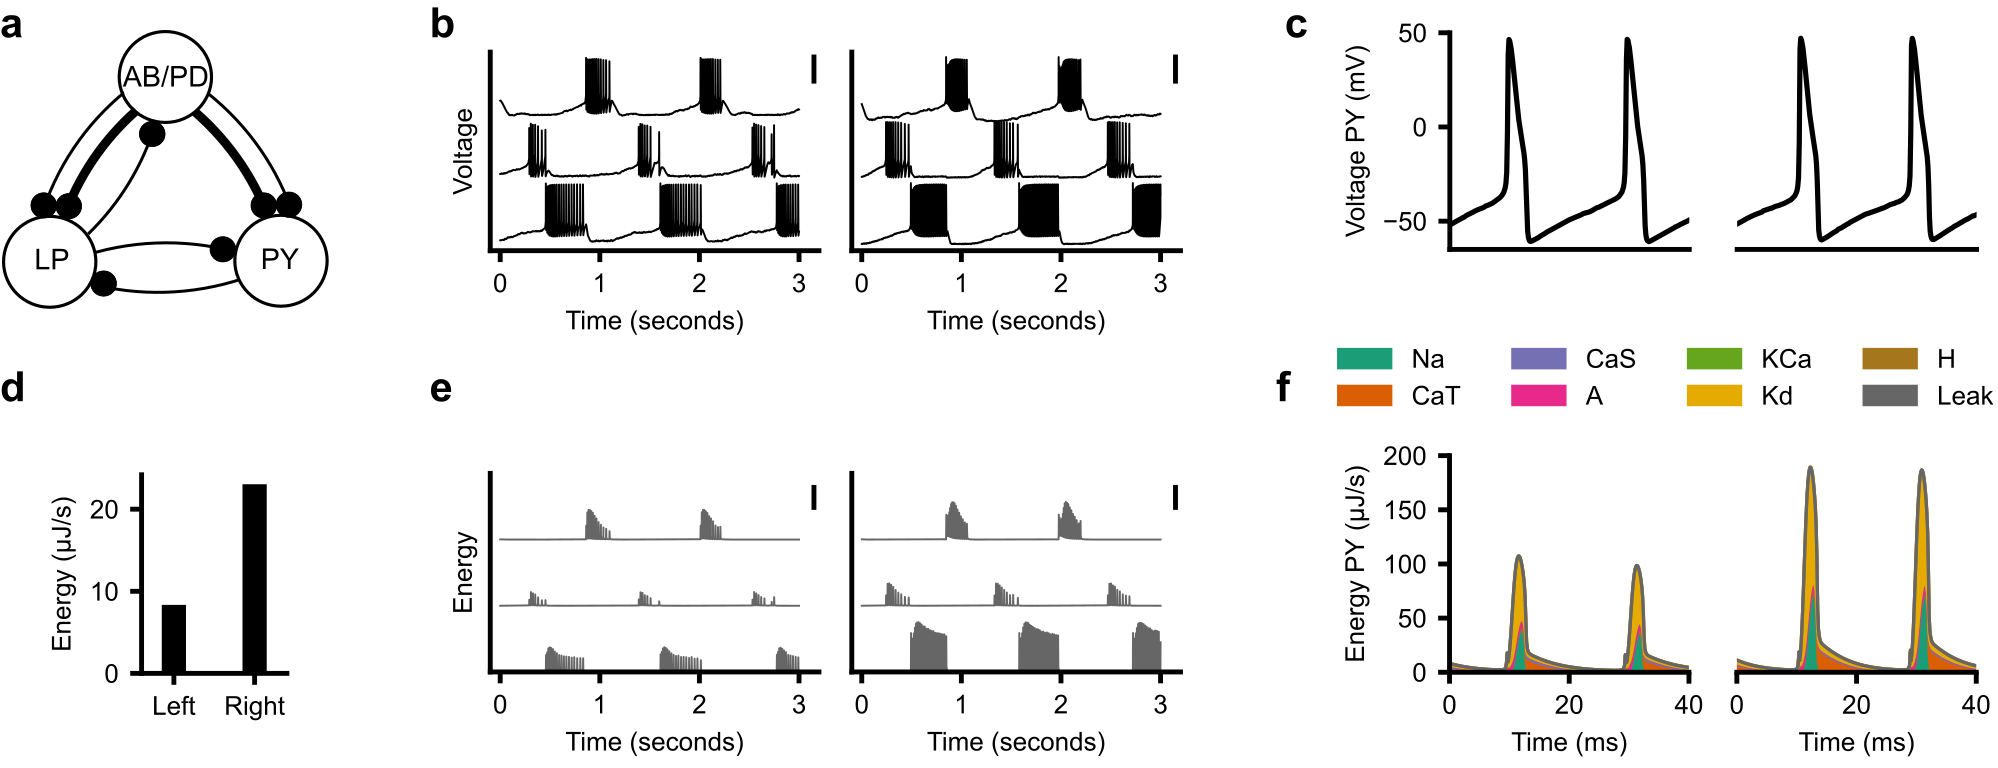 a
AB/PD
LP
PY
b
Voltage
0 1 2 3
Time (seconds)
0 1 2 3
Time (seconds)
c
Voltage PY (mV)
50
0
−50
d
Energy (μJ/s)
20
10
0
Left Right
e
Energy
0 1 2 3
Time (seconds)
0 1 2 3
Time (seconds)
f
Na CaS KCa H
CaT A Kd Leak
Energy PY (μJ/s)
200
150
100
50
0
0 20 40
Time (ms)
0 20 40
Time (ms)